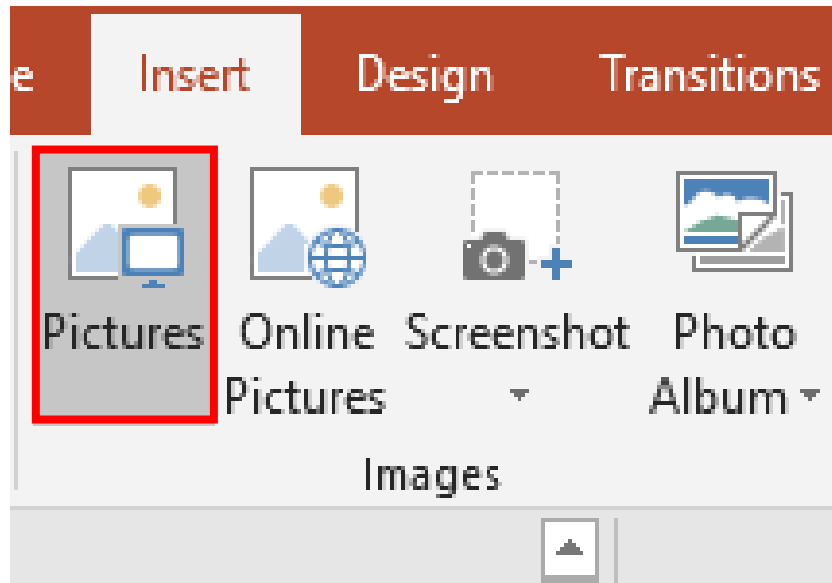 e Insert Design Transitions
Pictures Online Pictures Screenshot Photo Album
Images